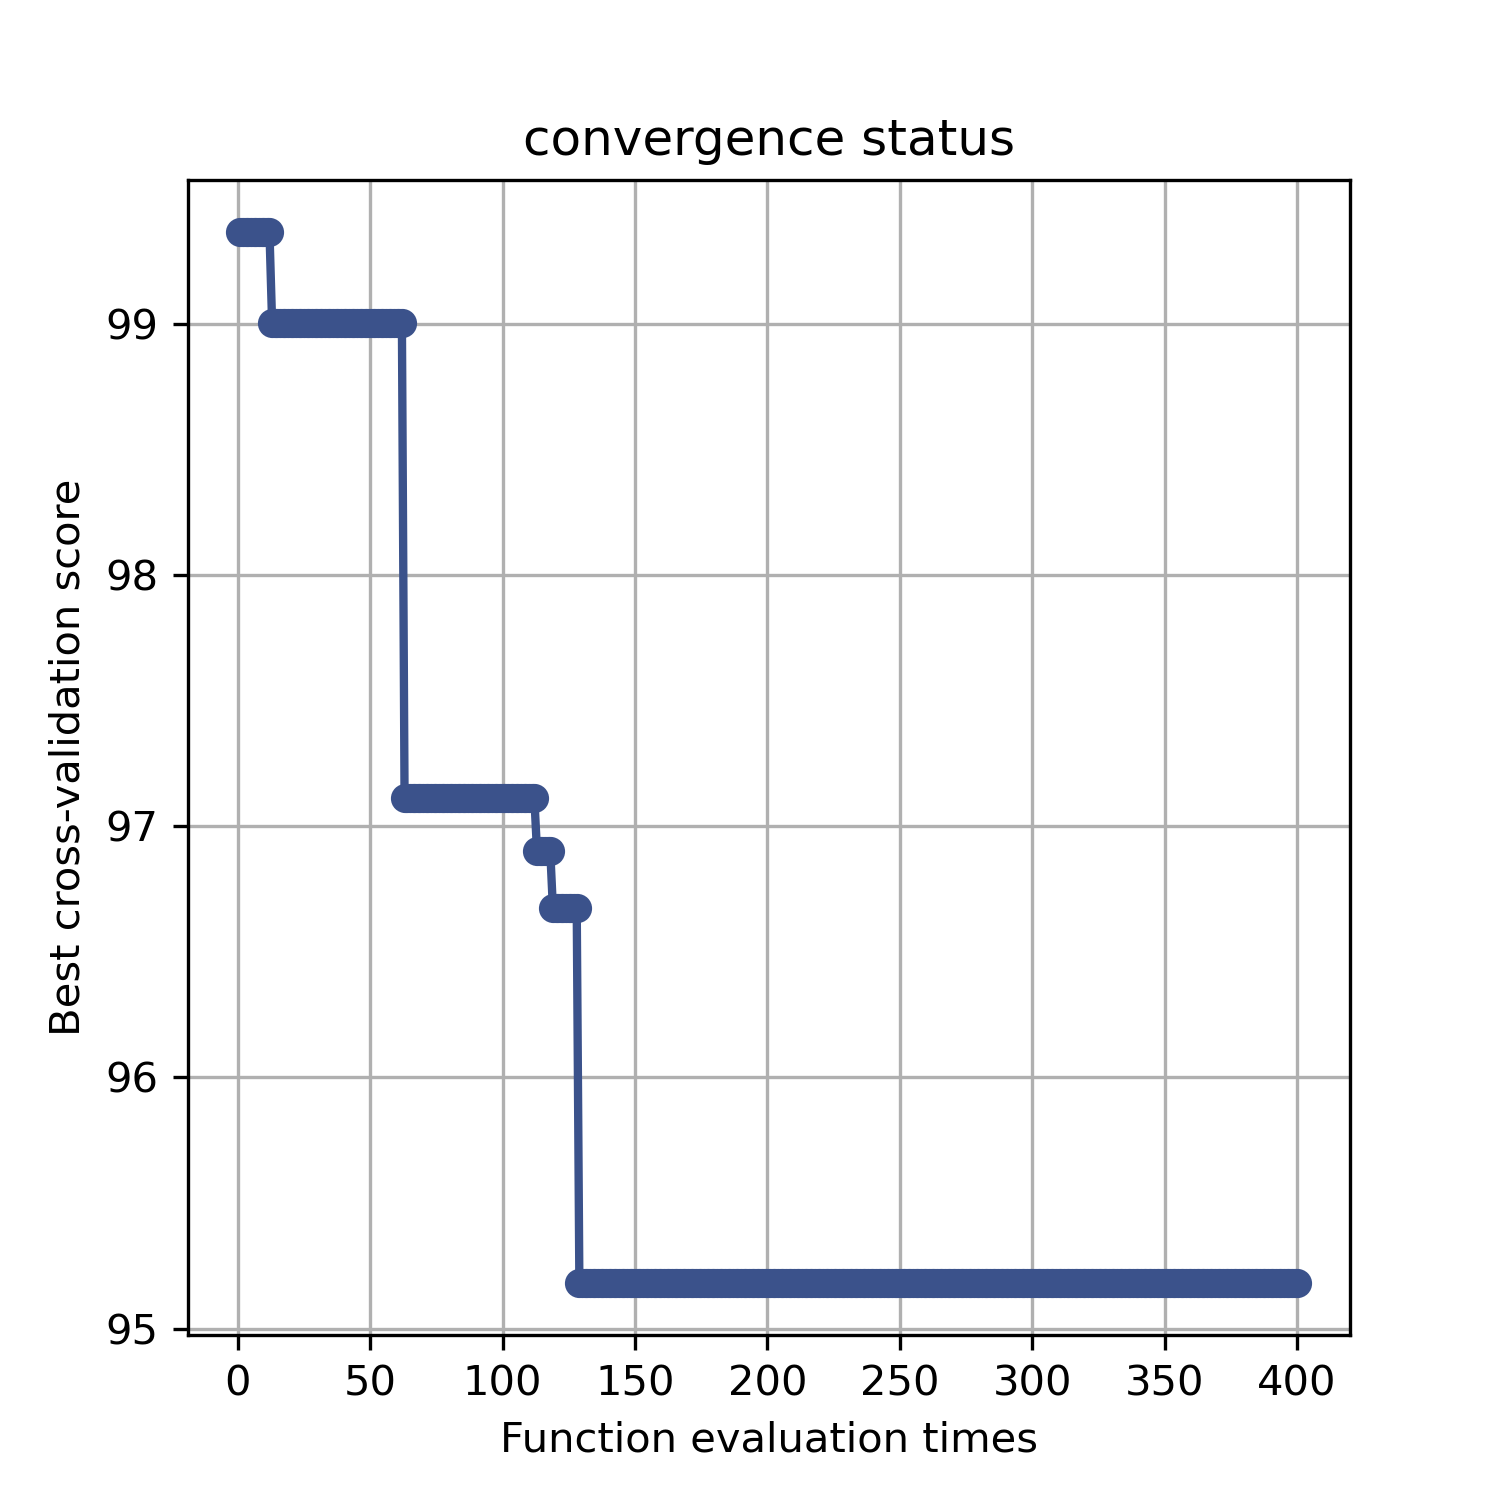 convergence status
Best cross-validation score
99
98
97
96
95
0 50 100 150 200 250 300 350 400
Function evaluation times